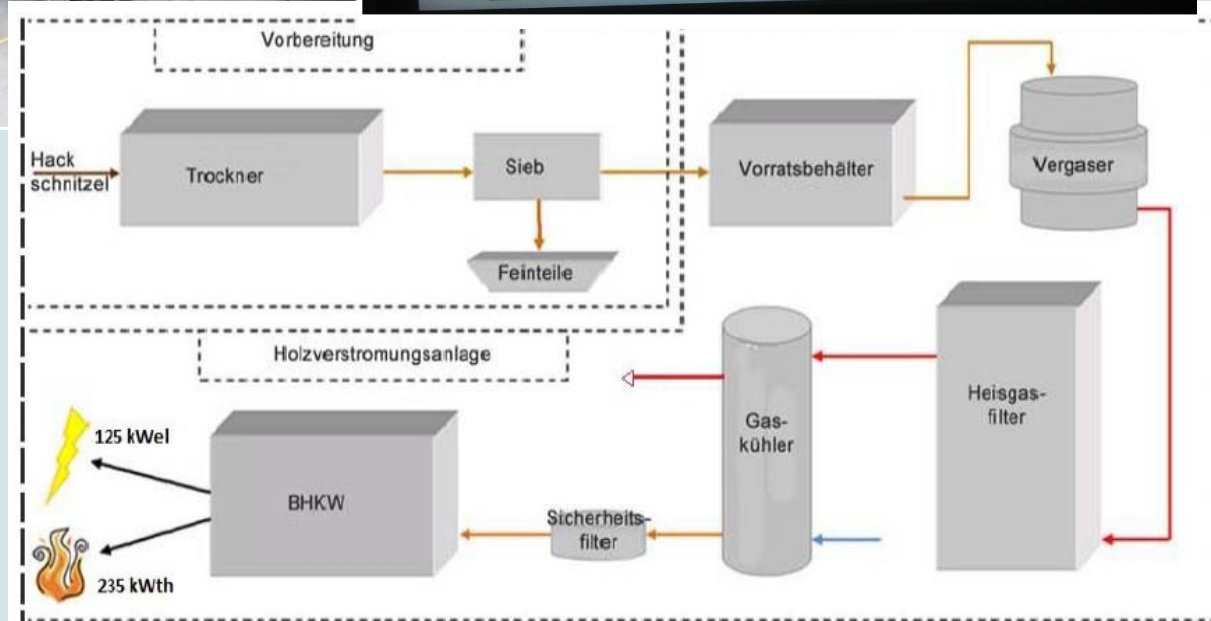 Vorbereitung
Hack
schnitzel
Trockner
Sieb
Vorratsbehälter
Vergaser
Feinteile
Holzverstromungsanlage
Heisgas-
filter
Gas-
kühler
125 kWel
BHKW
Sicherheits-
filter
235 kWth